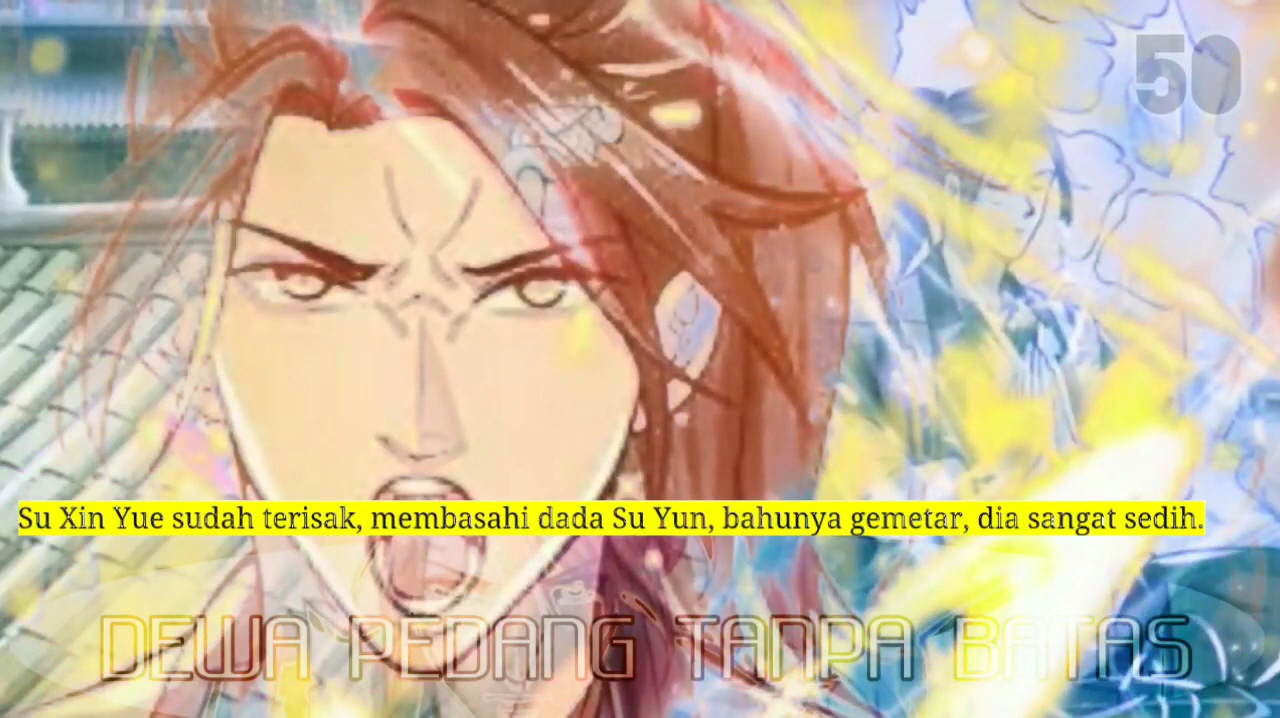 50
Su Xin Yue sudah terisak, membasahi dada Su Yun, bahunya gemetar, dia sangat sedih.
DEWA PEDANG TANPA BATAS